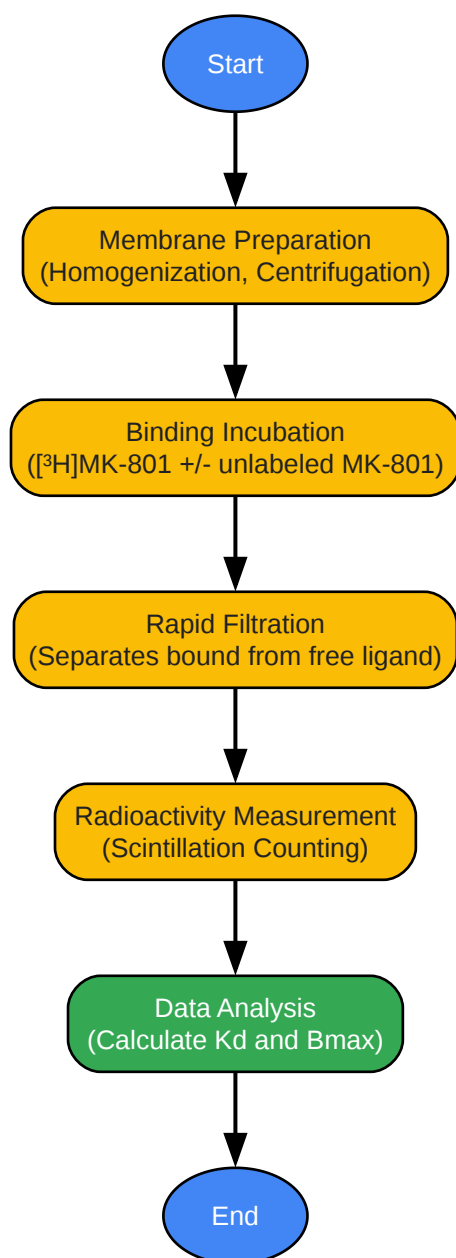 Start
Membrane Preparation
(Homogenization, Centrifugation)
Binding Incubation
([³H]MK-801 +/- unlabeled MK-801)
Rapid Filtration
(Separates bound from free ligand)
Radioactivity Measurement
(Scintillation Counting)
Data Analysis
(Calculate Kd and Bmax)
End